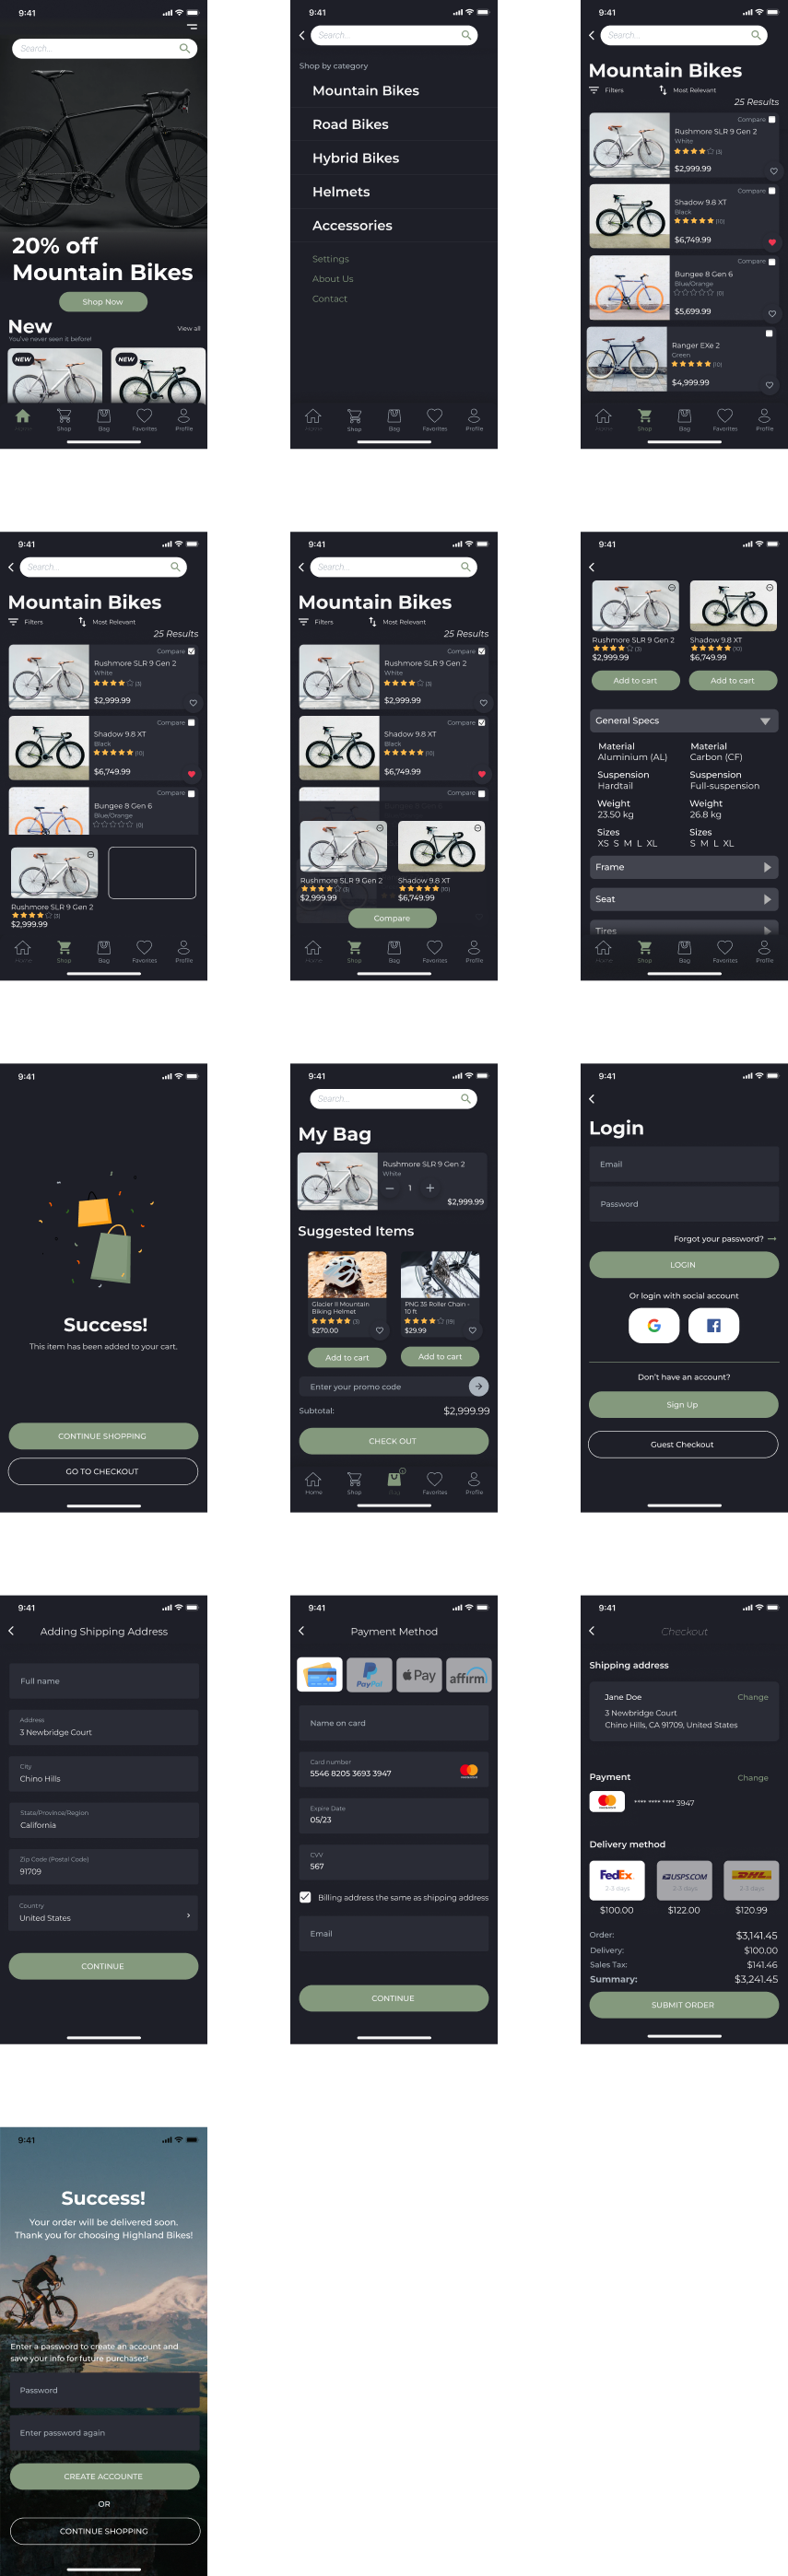 9:41
Search...
20% off
Mountain Bikes
Shop Now
New
View all
You've never seen it before!
NEW
NEW
Home Shop Bag Favorites Profile
9:41
Search...
Shop by category
Mountain Bikes
Road Bikes
Hybrid Bikes
Helmets
Accessories
Settings
About Us
Contact
Home Shop Bag Favorites Profile
9:41
Search...
Mountain Bikes
Filters Most Relevant
25 Results
Compare
Rushmore SLR 9 Gen 2
White
(3)
$2,999.99
Compare
Shadow 9.8 XT
Black
(10)
$6,749.99
Compare
Bungee 8 Gen 6
Blue/Orange
(0)
$5,699.99
Ranger EXe 2
Green
(10)
$4,999.99
Home Shop Bag Favorites Profile
9:41
Search...
Mountain Bikes
Filters Most Relevant
25 Results
Compare
Rushmore SLR 9 Gen 2
White
(3)
$2,999.99
Compare
Shadow 9.8 XT
Black
(10)
$6,749.99
Compare
Bungee 8 Gen 6
Blue/Orange
(0)
Rushmore SLR 9 Gen 2
(3)
$2,999.99
Home Shop Bag Favorites Profile
9:41
Search...
Mountain Bikes
Filters Most Relevant
25 Results
Compare
Rushmore SLR 9 Gen 2
White
(3)
$2,999.99
Compare
Shadow 9.8 XT
Black
(10)
$6,749.99
Compare
Bungee 8 Gen 6
Rushmore SLR 9 Gen 2 Shadow 9.8 XT
(3) (10)
$2,999.99 $6,749.99
Compare
Home Shop Bag Favorites Profile
9:41
Rushmore SLR 9 Gen 2 Shadow 9.8 XT
(3) (10)
$2,999.99 $6,749.99
Add to cart Add to cart
General Specs
Material Material
Aluminium (AL) Carbon (CF)
Suspension Suspension
Hardtail Full-suspension
Weight Weight
23.50 kg 26.8 kg
Sizes Sizes
XS S M L XL S M L XL
Frame
Seat
Tires
Home Shop Bag Favorites Profile
9:41
Success!
This item has been added to your cart.
CONTINUE SHOPPING
GO TO CHECKOUT
9:41
Search...
My Bag
Rushmore SLR 9 Gen 2
White
1
$2,999.99
Suggested Items
Glacier II Mountain PNG 35 Roller Chain -
Biking Helmet 10 ft
(3) (19)
$270.00 $29.99
Add to cart Add to cart
Enter your promo code
Subtotal: $2,999.99
CHECK OUT
Home Shop Bag Favorites Profile
9:41
Login
Email
Password
Forgot your password?
LOGIN
Or login with social account
Don't have an account?
Sign Up
Guest Checkout
9:41
Adding Shipping Address
Full name
Address
3 Newbridge Court
City
Chino Hills
State/Province/Region
California
Zip Code (Postal Code)
91709
Country
United States
CONTINUE
9:41
Payment Method
PayPal Pay affirm
Name on card
Card number
5546 8205 3693 3947
Expire Date
05/23
CVV
567
Billing address the same as shipping address
Email
CONTINUE
9:41
Checkout
Shipping address
Jane Doe Change
3 Newbridge Court
Chino Hills, CA 91709, United States
Payment Change
**** **** **** 3947
Delivery method
FedEx USPS.COM DHL
2-3 days 2-3 days 2-3 days
$100.00 $122.00 $120.99
Order: $3,141.45
Delivery: $100.00
Sales Tax: $141.46
Summary: $3,241.45
SUBMIT ORDER
9:41
Success!
Your order will be delivered soon.
Thank you for choosing Highland Bikes!
Enter a password to create an account and
save your info for future purchases!
Password
Enter password again
CREATE ACCOUNTE
OR
CONTINUE SHOPPING